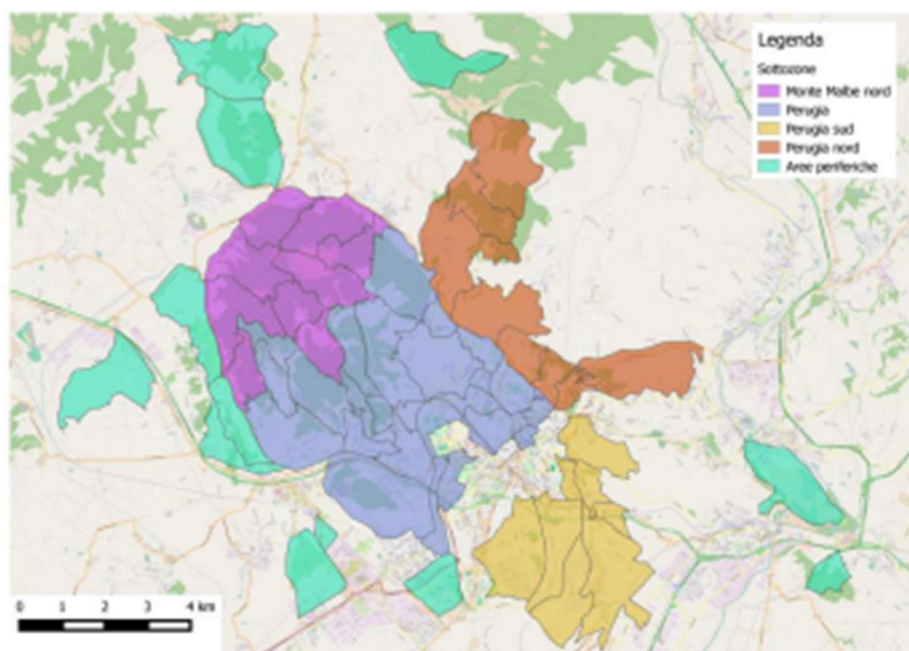 Legenda
Sottozone
Monte Malbe nord
Perugia
Perugia sud
Perugia nord
Aree periferiche
0 1 2 3 4 km